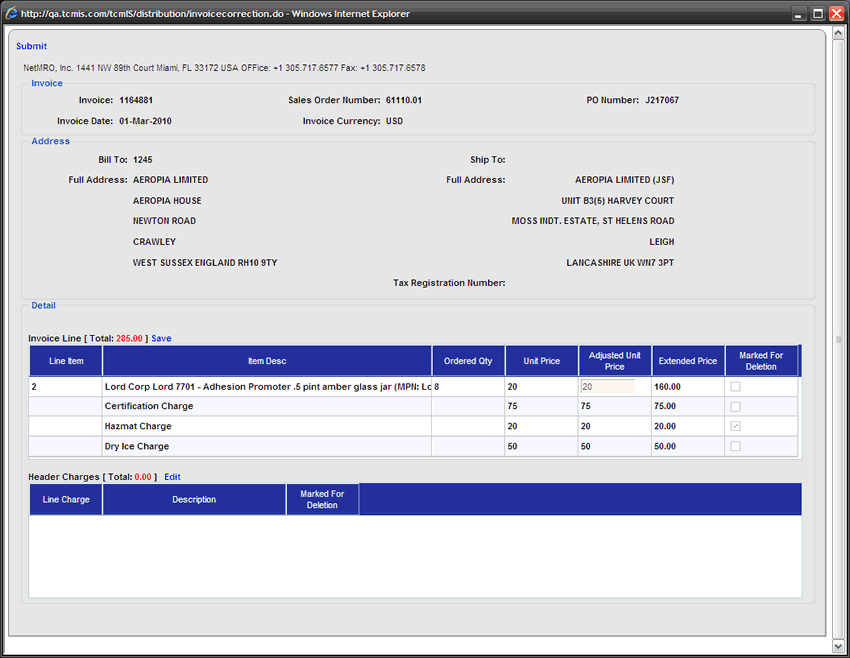 http://qa.tcmis.com/tcmIS/distribution/invoicecorrection.do - Windows Internet Explorer
Submit
NetMRO, Inc. 1441 NW 89th Court Miami, FL 33172 USA OFFice: +1 305.717.6577 Fax: +1 305.717.6578
Invoice
Invoice: 1164881 Sales Order Number: 61110.01 PO Number: J217067
Invoice Date: 01-Mar-2010 Invoice Currency: USD
Address
Bill To: 1245 Ship To:
Full Address: AEROPIA LIMITED Full Address: AEROPIA LIMITED (JSF)
AEROPIA HOUSE UNIT B3(5) HARVEY COURT
NEWTON ROAD MOSS INDT. ESTATE, ST HELENS ROAD
CRAWLEY LEIGH
WEST SUSSEX ENGLAND RH10 9TY LANCASHIRE UK WN7 3PT
Tax Registration Number:
Detail
Invoice Line [ Total: 285.00 ] Save
Line Item Item Desc Ordered Qty Unit Price Adjusted Unit Price Extended Price Marked For Deletion
2 Lord Corp Lord 7701 - Adhesion Promoter .5 pint amber glass jar (MPN: Lo 8 20 20 160.00
Certification Charge 75 75 75.00
Hazmat Charge 20 20 20.00
Dry Ice Charge 50 50 50.00
Header Charges [ Total: 0.00 ] Edit
Line Charge Description Marked For Deletion